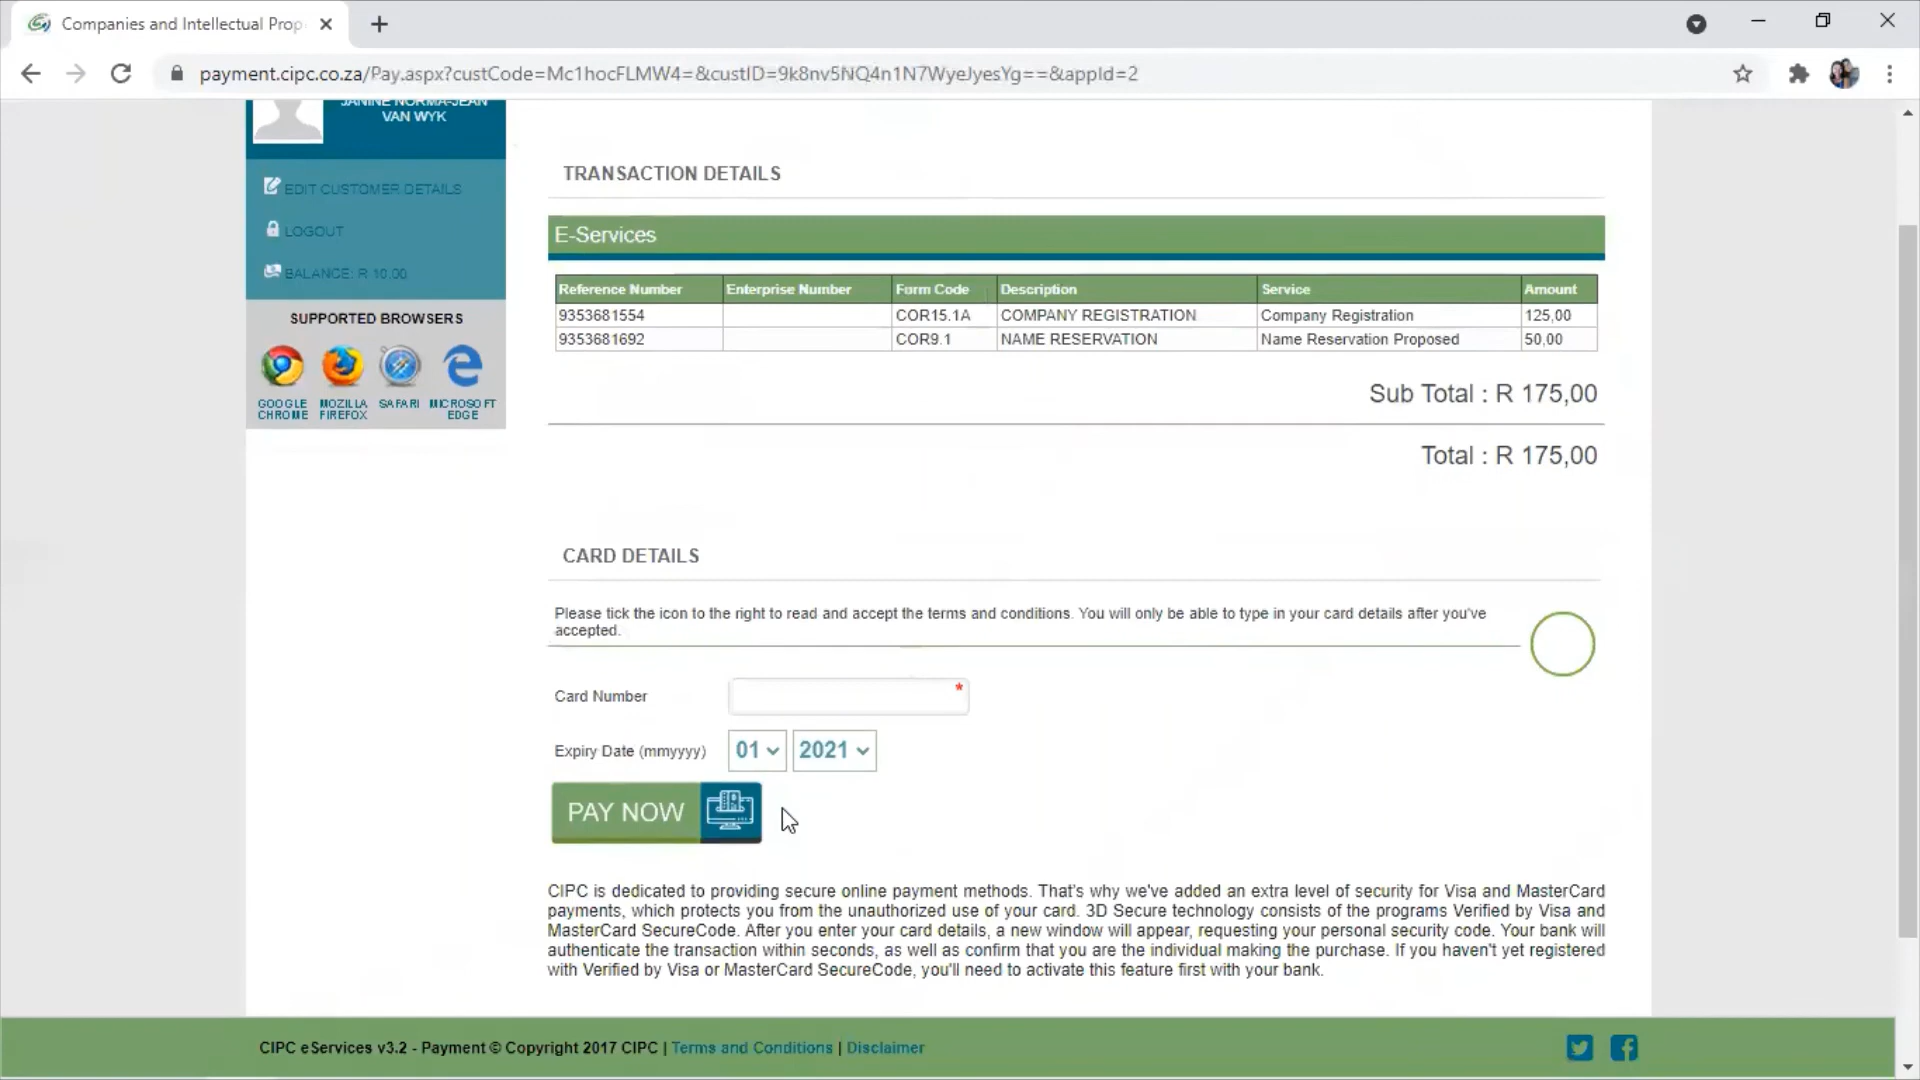 Companies and Intellectual Prop
payment.cipc.co.za/Pay.aspx?custCode=Mc1hocFLMW4=&custID=9k8nv5NQ4n1N7WyeJyesYg==&appId=2
JANINE NORMA-JEAN
VAN WYK
EDIT CUSTOMER DETAILS
LOGOUT
BALANCE: R 10.00
SUPPORTED BROWSERS
GOOGLE CHROME
MOZILLA FIREFOX
SAFARI
MICROSOFT EDGE
TRANSACTION DETAILS
E-Services
Reference Number Enterprise Number Form Code Description Service Amount
9353681554 COR15.1A COMPANY REGISTRATION Company Registration 125,00
9353681692 COR9.1 NAME RESERVATION Name Reservation Proposed 50,00
Sub Total : R 175,00
Total : R 175,00
CARD DETAILS
Please tick the icon to the right to read and accept the terms and conditions. You will only be able to type in your card details after you've
accepted.
Card Number *
Expiry Date (mmyyyy) 01 2021
PAY NOW
CIPC is dedicated to providing secure online payment methods. That's why we've added an extra level of security for Visa and MasterCard
payments, which protects you from the unauthorized use of your card. 3D Secure technology consists of the programs Verified by Visa and
MasterCard SecureCode. After you enter your card details, a new window will appear, requesting your personal security code. Your bank will
authenticate the transaction within seconds, as well as confirm that you are the individual making the purchase. If you haven't yet registered
with Verified by Visa or MasterCard SecureCode, you'll need to activate this feature first with your bank.
CIPC eServices v3.2 - Payment © Copyright 2017 CIPC | Terms and Conditions | Disclaimer